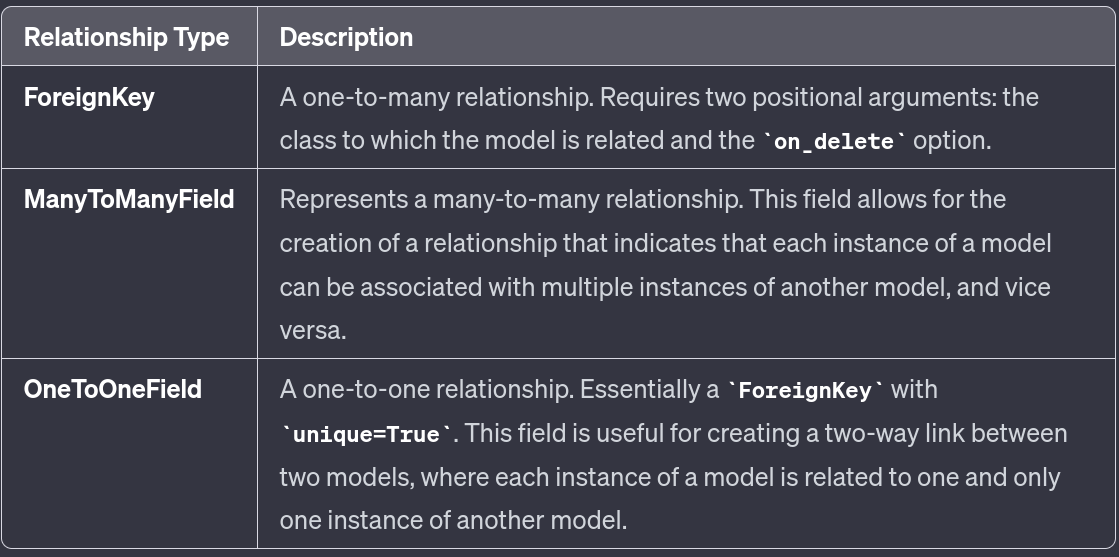 Relationship Type Description
ForeignKey A one-to-many relationship. Requires two positional arguments: the
class to which the model is related and the `on_delete` option.
ManyToManyField Represents a many-to-many relationship. This field allows for the
creation of a relationship that indicates that each instance of a model
can be associated with multiple instances of another model, and vice
versa.
OneToOneField A one-to-one relationship. Essentially a `ForeignKey` with
`unique=True`. This field is useful for creating a two-way link between
two models, where each instance of a model is related to one and only
one instance of another model.